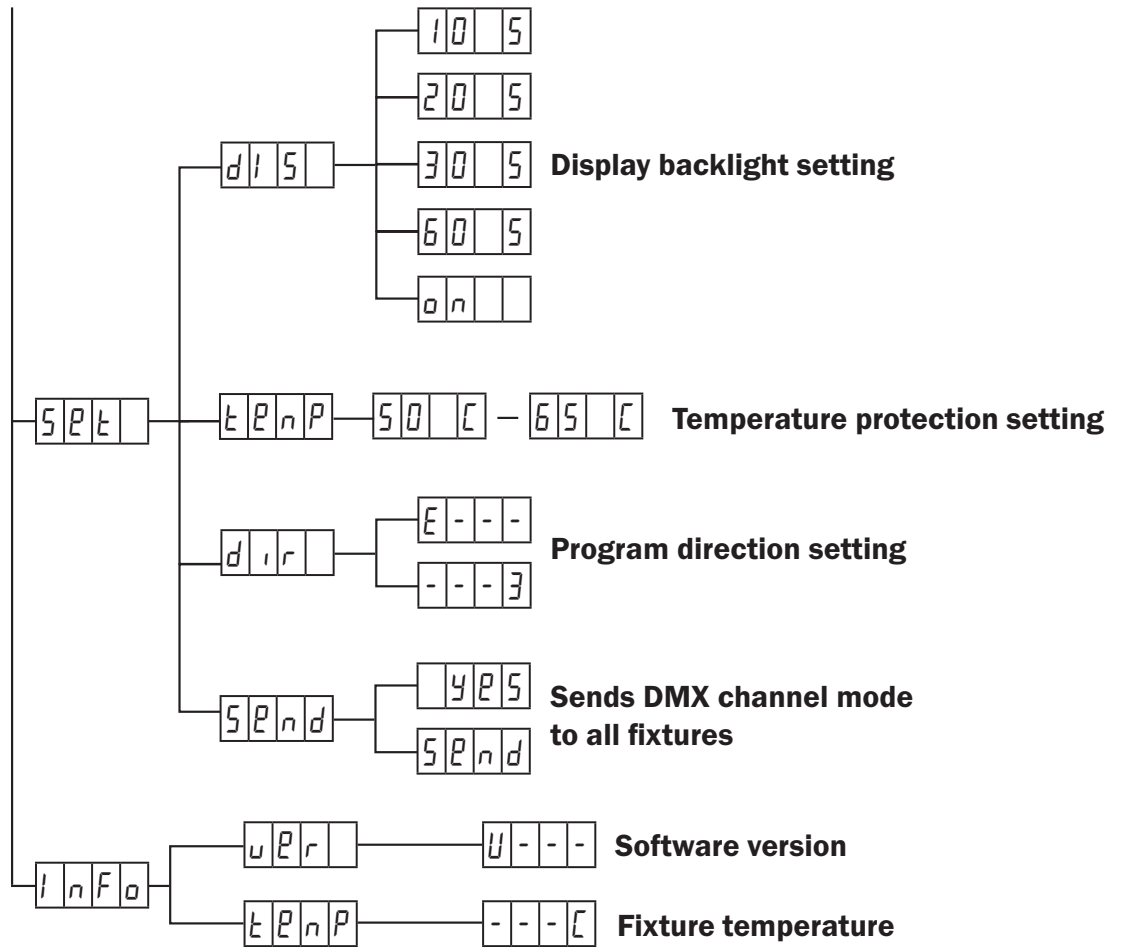 10 S
20 S
dIS
30 S
Display backlight setting
60 S
on
Set
tenP
50 C – 65 C
Temperature protection setting
E---
dir
Program direction setting
---3
yes
Send
Sends DMX channel mode
to all fixtures
Send
ver
U---
Software version
InFo
tenP
---C
Fixture temperature